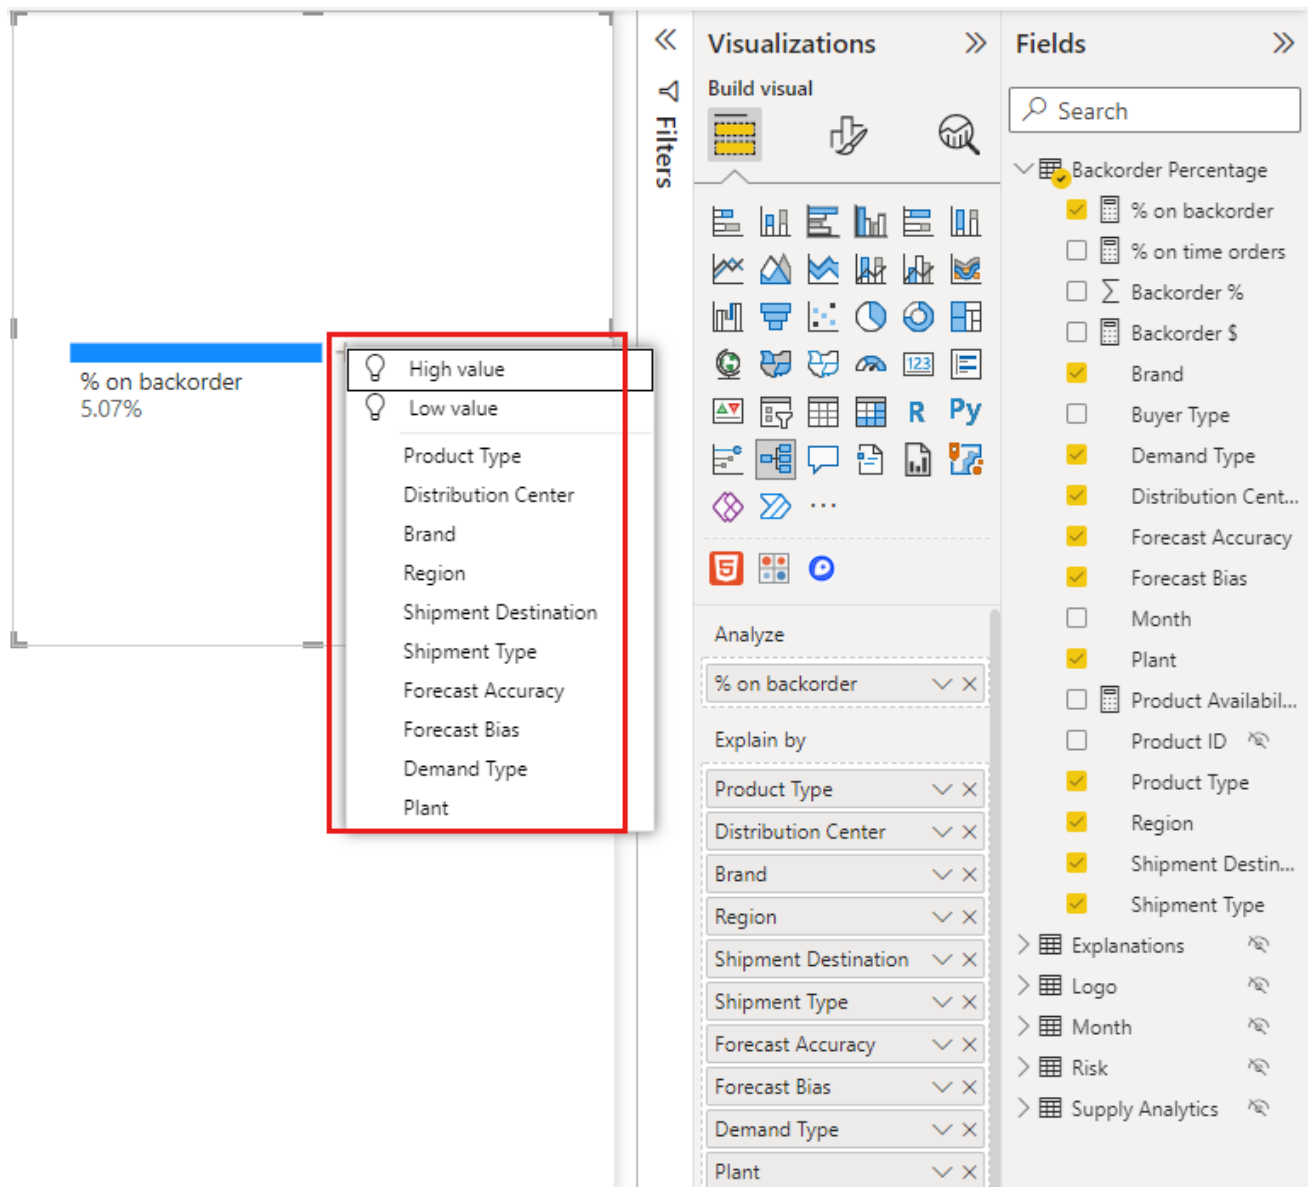 % on backorder
5.07%
High value
Low value
Product Type
Distribution Center
Brand
Region
Shipment Destination
Shipment Type
Forecast Accuracy
Forecast Bias
Demand Type
Plant
Filters
Visualizations
Build visual
123
R
Py
5
Analyze
% on backorder
Explain by
Product Type
Distribution Center
Brand
Region
Shipment Destination
Shipment Type
Forecast Accuracy
Forecast Bias
Demand Type
Plant
Fields
Search
Backorder Percentage
% on backorder
% on time orders
Backorder %
Backorder $
Brand
Buyer Type
Demand Type
Distribution Cent...
Forecast Accuracy
Forecast Bias
Month
Plant
Product Availabil...
Product ID
Product Type
Region
Shipment Destin...
Shipment Type
Explanations
Logo
Month
Risk
Supply Analytics